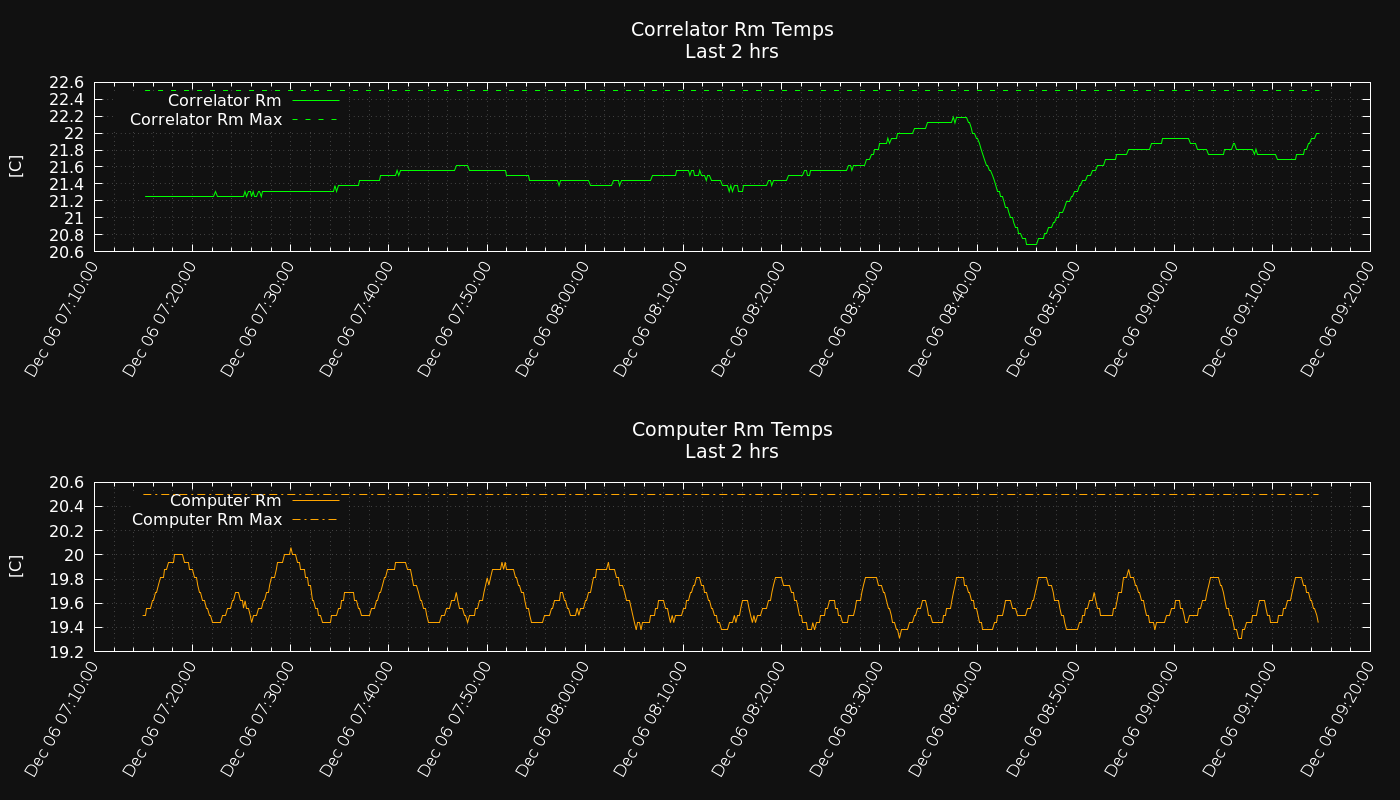 Correlator Rm Temps
Last 2 hrs
22.6
22.4
22.2
22
21.8
21.6
21.4
21.2
21
20.8
20.6
[C]
Correlator Rm
Correlator Rm Max
Dec 06 07:10:00
Dec 06 07:20:00
Dec 06 07:30:00
Dec 06 07:40:00
Dec 06 07:50:00
Dec 06 08:00:00
Dec 06 08:10:00
Dec 06 08:20:00
Dec 06 08:30:00
Dec 06 08:40:00
Dec 06 08:50:00
Dec 06 09:00:00
Dec 06 09:10:00
Dec 06 09:20:00
Computer Rm Temps
Last 2 hrs
20.6
20.4
20.2
20
19.8
19.6
19.4
19.2
[C]
Computer Rm
Computer Rm Max
Dec 06 07:10:00
Dec 06 07:20:00
Dec 06 07:30:00
Dec 06 07:40:00
Dec 06 07:50:00
Dec 06 08:00:00
Dec 06 08:10:00
Dec 06 08:20:00
Dec 06 08:30:00
Dec 06 08:40:00
Dec 06 08:50:00
Dec 06 09:00:00
Dec 06 09:10:00
Dec 06 09:20:00